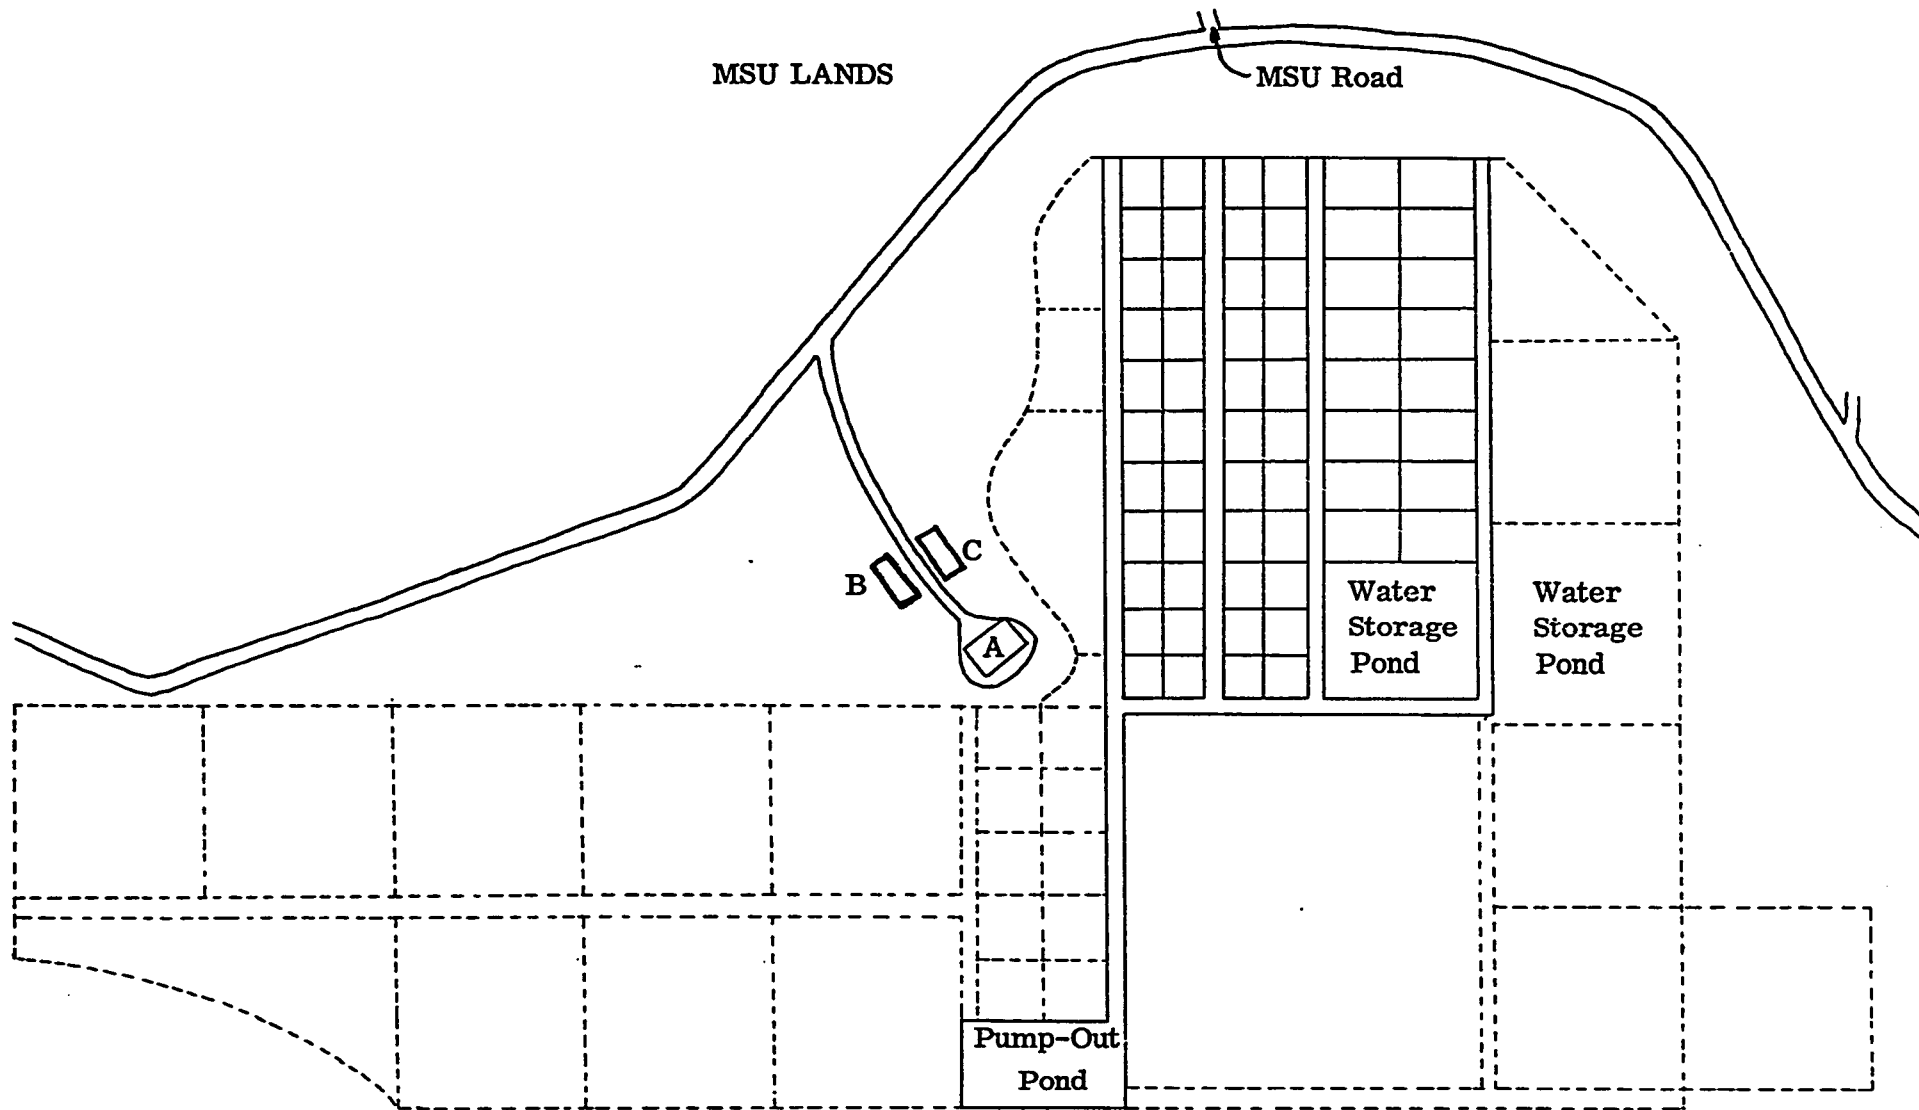 MSU LANDS
MSU Road
C
B
A
Water
Storage
Pond
Water
Storage
Pond
Pump-Out
Pond